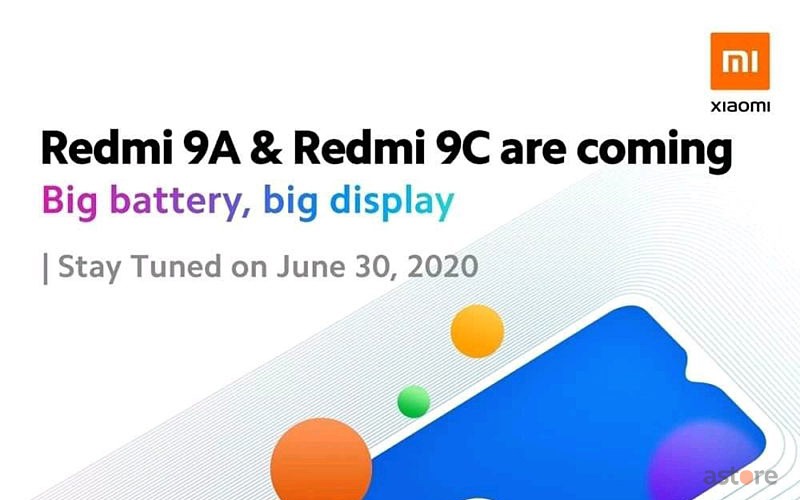 mi
XIAOMI
Redmi 9A & Redmi 9C are coming
Big battery, big display
| Stay Tuned on June 30, 2020
astore